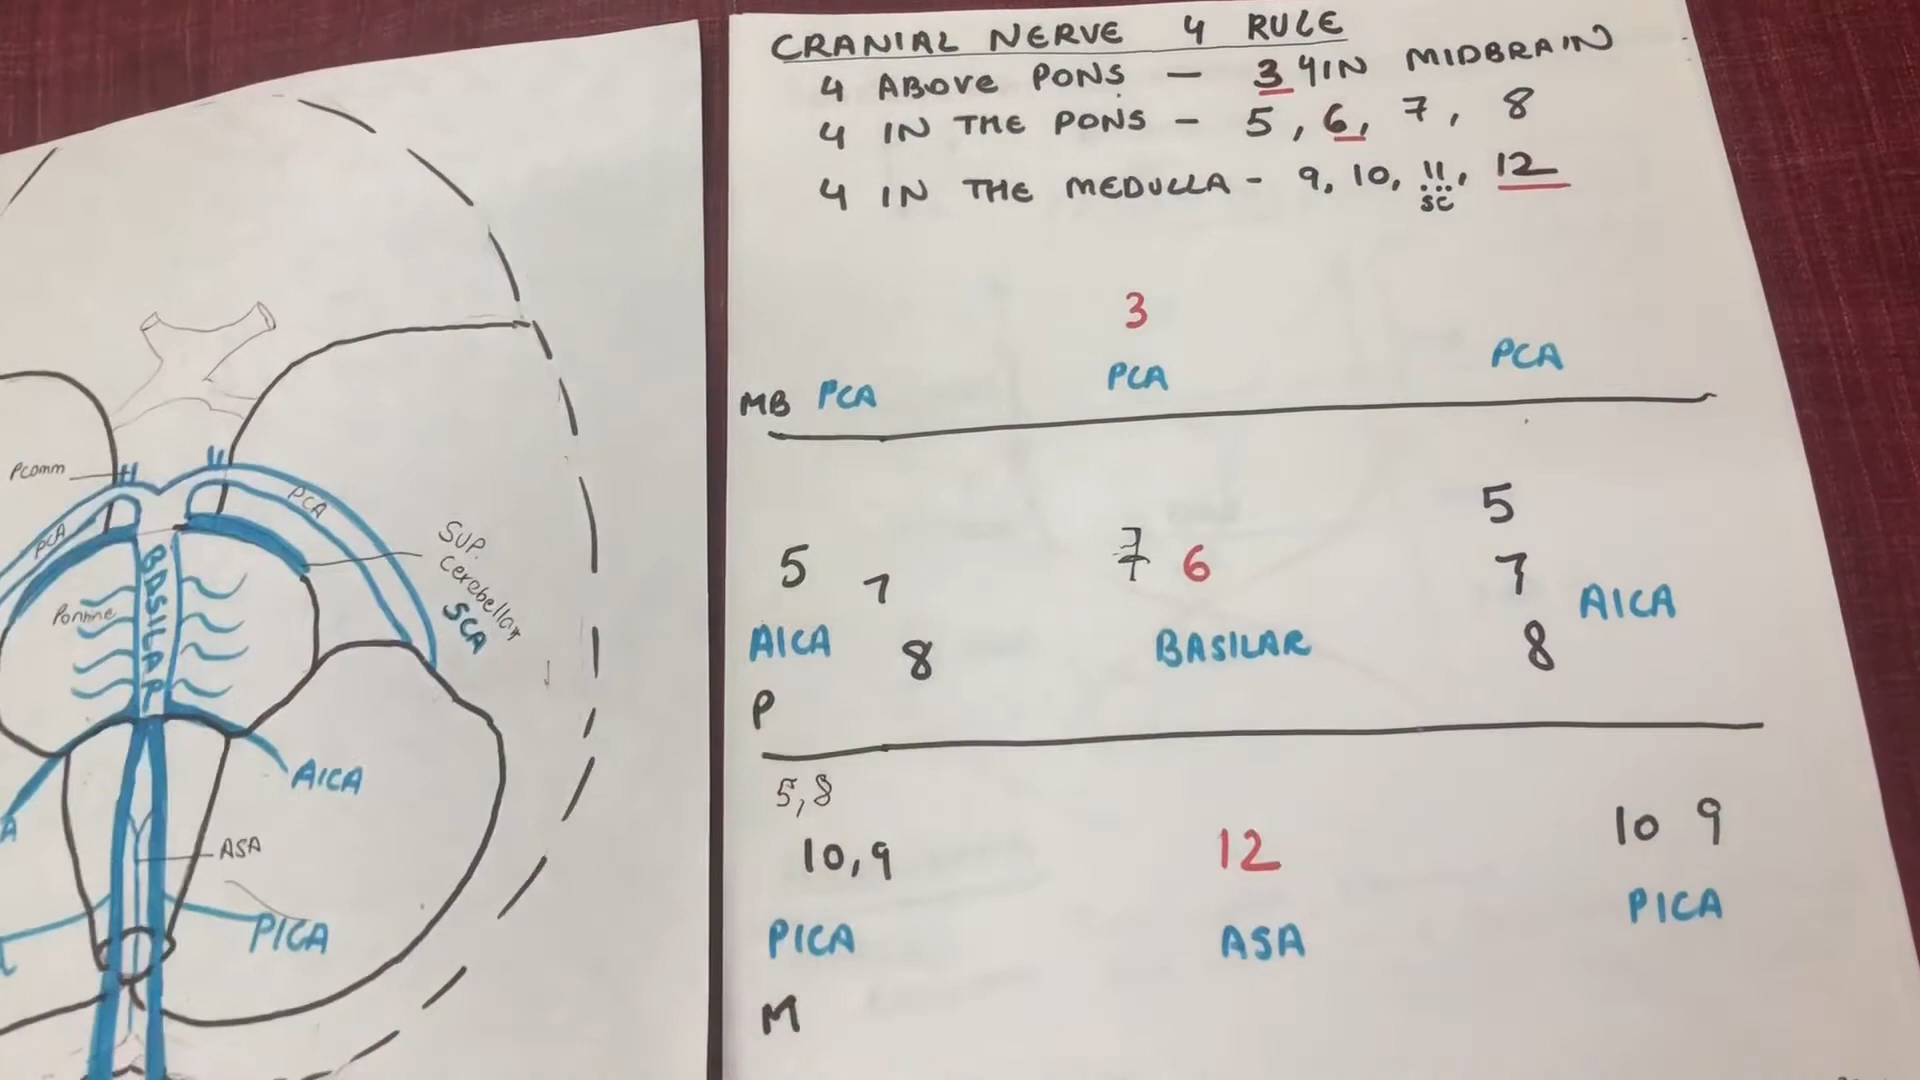 CRANIAL NERVE 4 RULE
4 ABOVE PONS — 3 4 IN MIDBRAIN
4 IN THE PONS - 5, 6, 7, 8
4 IN THE MEDULLA - 9, 10, 11, 12
SC
3
MB PCA PCA PCA
5 7 8
AICA
7 6
BASILAR
5
7
8
AICA
P
5,8
10,9
PICA
12
ASA
10 9
PICA
M
Pcomm
PCA
PCA
SUP.
Cerebellar
SCA
BASILAR
Pontine
AICA
A
ASA
PICA